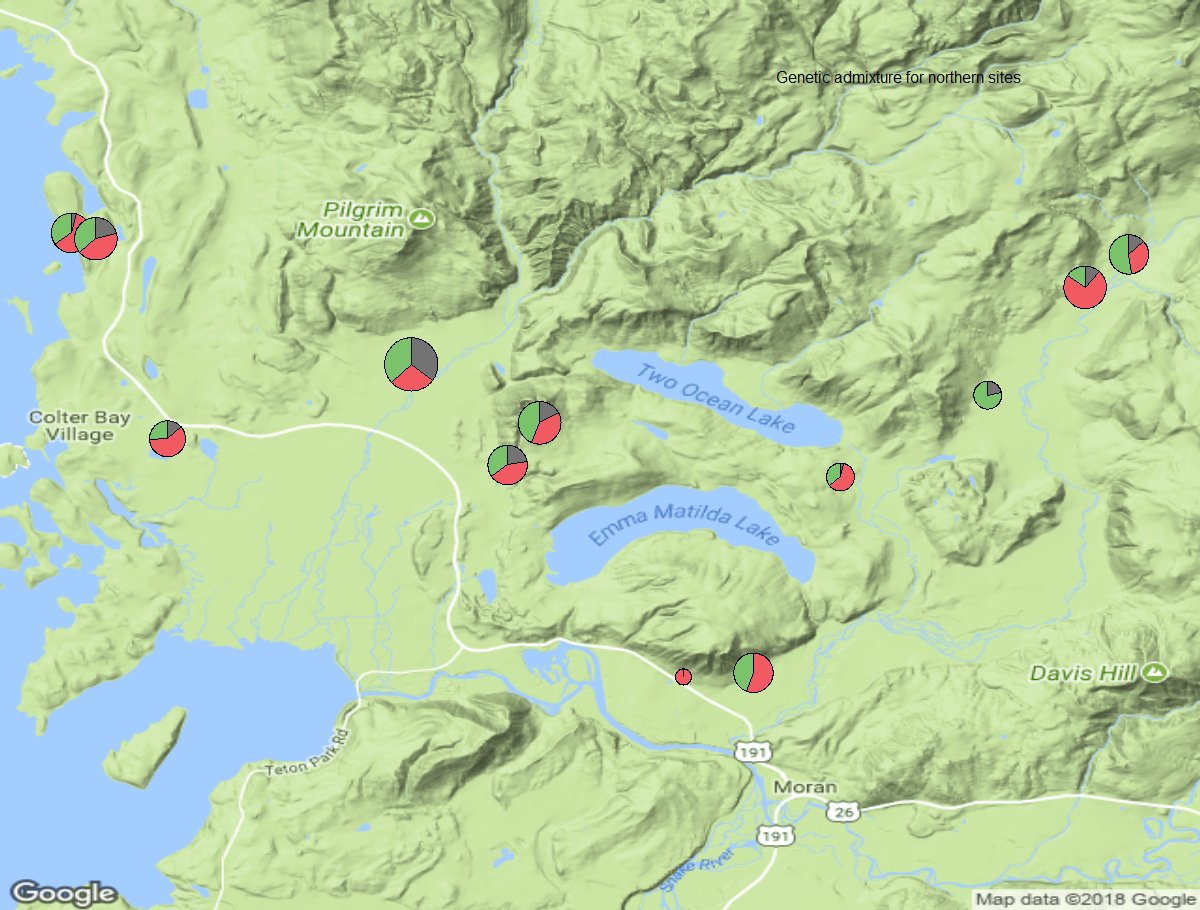 Genetic admixture for northern sites
Pilgrim
Mountain
Two Ocean Lake
Colter Bay
Village
Emma Matilda Lake
Davis Hill
191
Teton Park Rd
Moran
26
191
Snake River
Google
Map data ©2018 Google